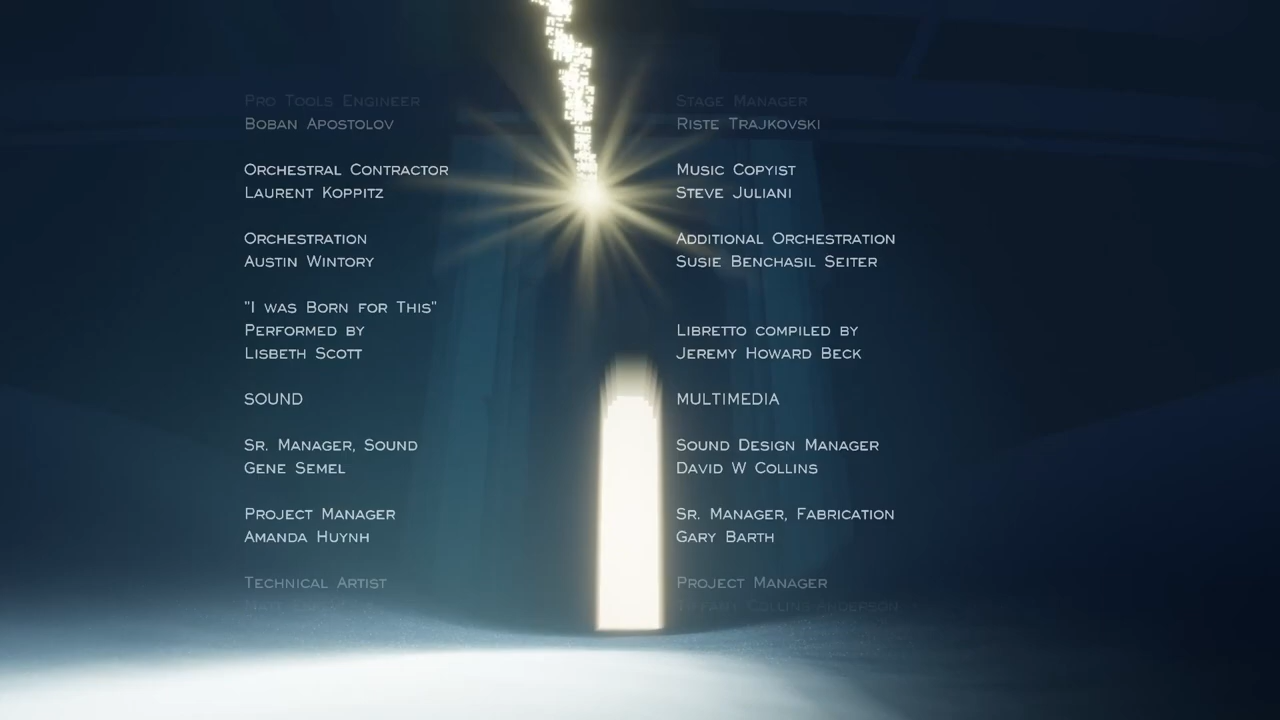 Pro Tools Engineer
Boban Apostolov
Orchestral Contractor
Laurent Koppitz
Orchestration
Austin Wintory
"I was Born for This"
Performed by
Lisbeth Scott
SOUND
Sr. Manager, Sound
Gene Semel
Project Manager
Amanda Huynh
Technical Artist
Stage Manager
Riste Trajkovski
Music Copyist
Steve Juliani
Additional Orchestration
Susie Benchasil Seiter
Libretto compiled by
Jeremy Howard Beck
MULTIMEDIA
Sound Design Manager
David W Collins
Sr. Manager, Fabrication
Gary Barth
Project Manager
Tiffany Collins-Anderson